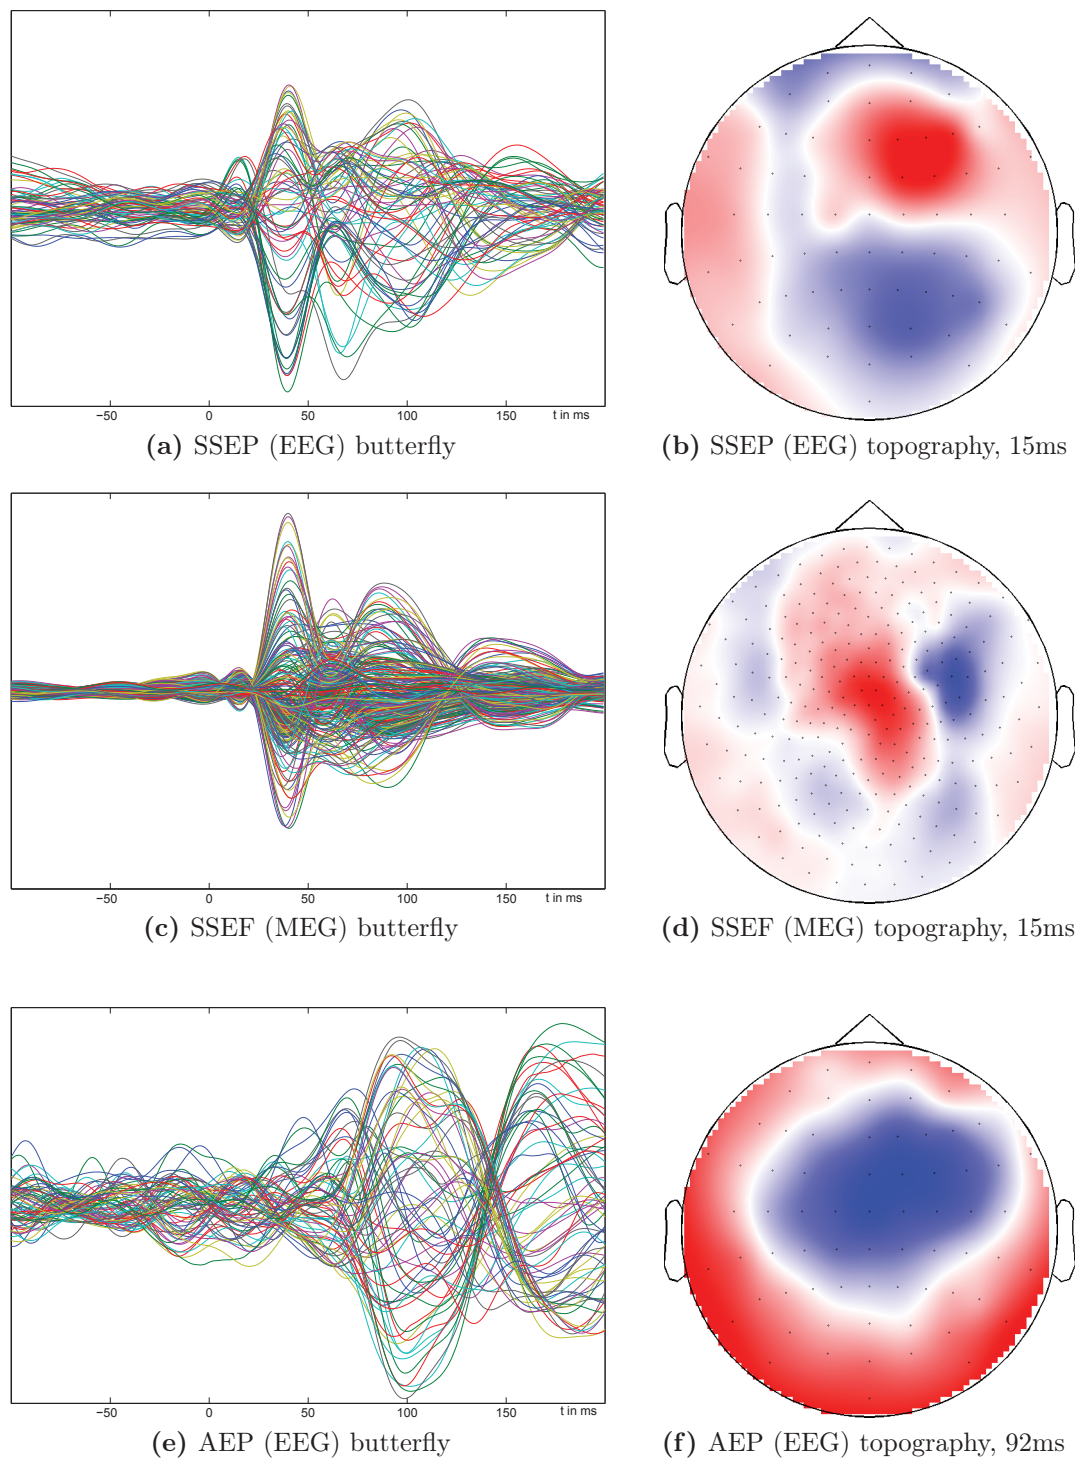 −50 0 50 100 150 t in ms
(a) SSEP (EEG) butterfly
(b) SSEP (EEG) topography, 15ms
−50 0 50 100 150 t in ms
(c) SSEF (MEG) butterfly
(d) SSEF (MEG) topography, 15ms
−50 0 50 100 150 t in ms
(e) AEP (EEG) butterfly
(f) AEP (EEG) topography, 92ms